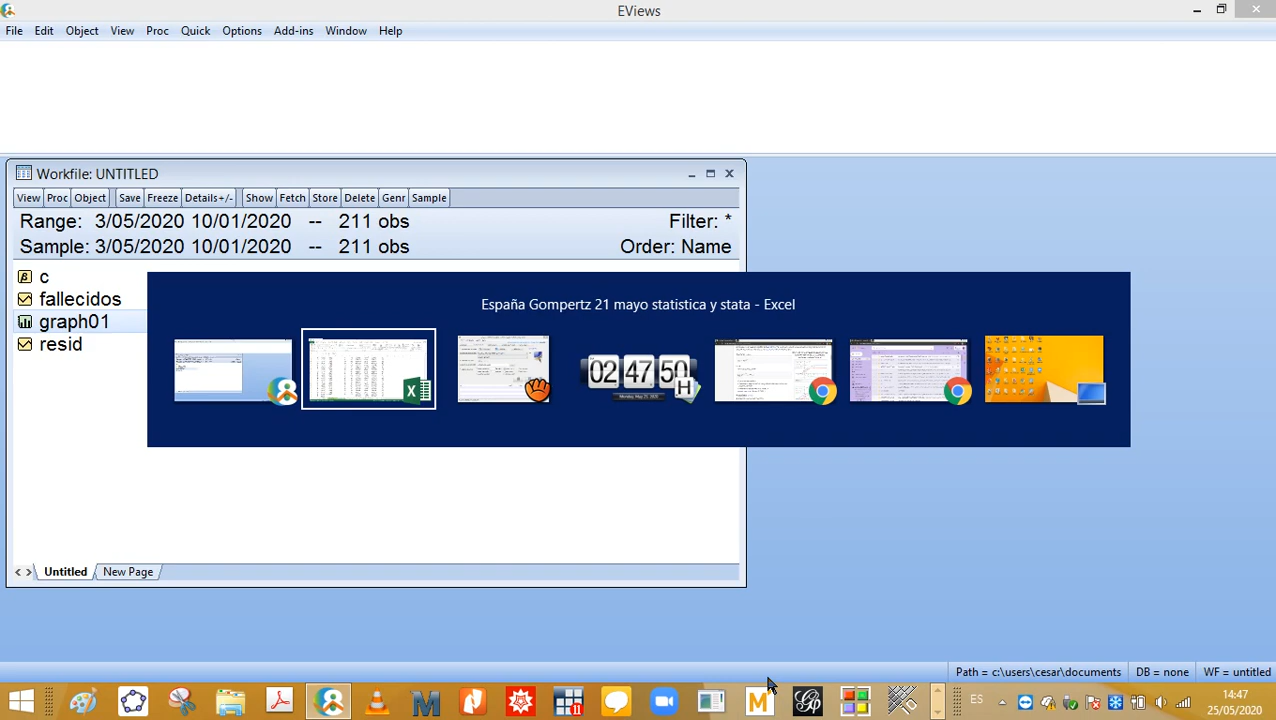 EViews
File Edit Object View Proc Quick Options Add-ins Window Help
Workfile: UNTITLED
View Proc Object Save Freeze Details+/- Show Fetch Store Delete Genr Sample
Range: 3/05/2020 10/01/2020 -- 211 obs Filter: *
Sample: 3/05/2020 10/01/2020 -- 211 obs Order: Name
c
fallecidos
graph01
resid
España Gompertz 21 mayo statistica y stata - Excel
02 47 50
H
Monday, May 25, 2020
Untitled New Page
Path = c:\users\cesar\documents DB = none WF = untitled
ES
14:47
25/05/2020